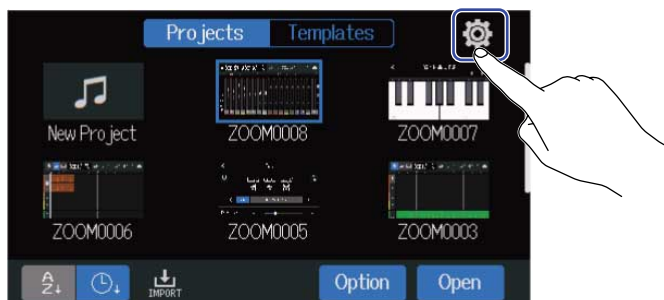 Projects Templates
New Project ZOOM0008 ZOOM0007
ZOOM0006 ZOOM0005 ZOOM0003
A
Z↓ IMPORT Option Open